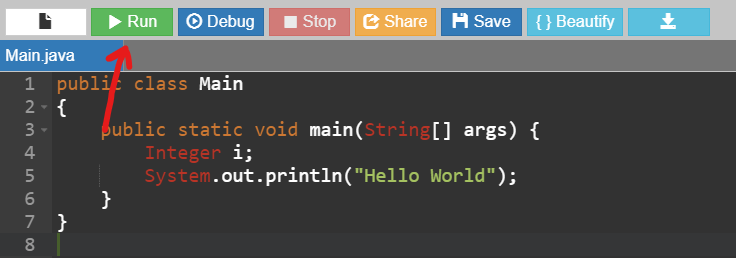 Run Debug Stop Share Save { } Beautify
Main.java
1 public class Main
2 {
3     public static void main(String[] args) {
4         Integer i;
5         System.out.println("Hello World");
6     }
7 }
8